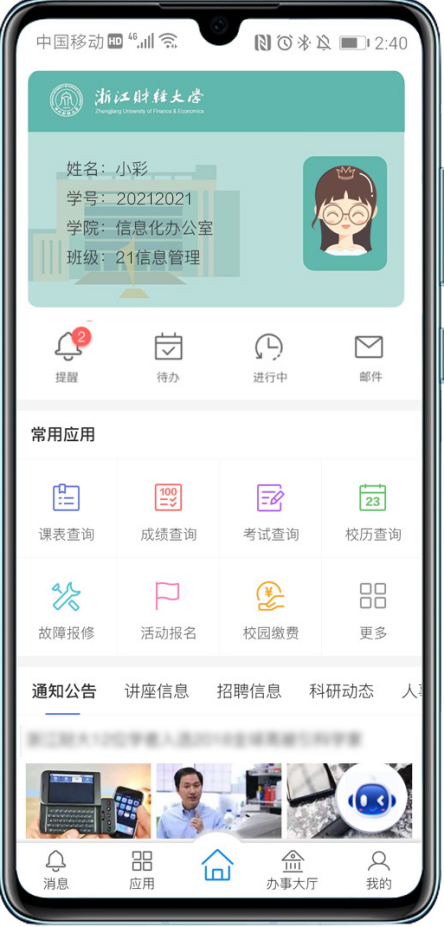 中国移动 HD 4G 2:40
浙江财经大学
Zhengjiang University of Finance & Economics
姓名：小彩
学号：20212021
学院：信息化办公室
班级：21信息管理
2
提醒 待办 进行中 邮件
常用应用
100 23
课表查询 成绩查询 考试查询 校历查询
故障报修 活动报名 校园缴费 更多
通知公告 讲座信息 招聘信息 科研动态
消息 应用 办事大厅 我的